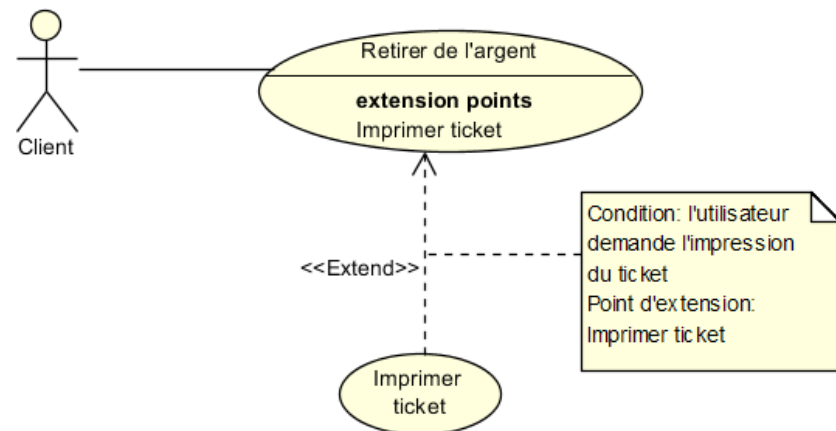 Retirer de l'argent
extension points
Imprimer ticket
Client
<<Extend>>
Condition: l'utilisateur
demande l'impression
du ticket
Point d'extension:
Imprimer ticket
Imprimer
ticket